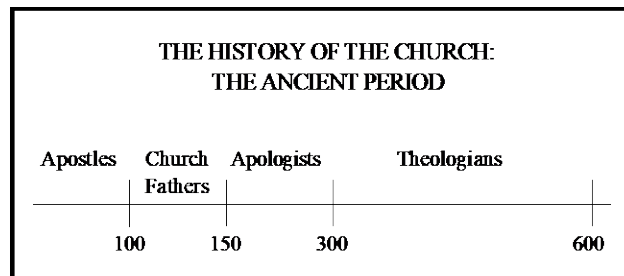 THE HISTORY OF THE CHURCH:
THE ANCIENT PERIOD
Apostles Church Apologists Theologians
Fathers
100 150 300 600